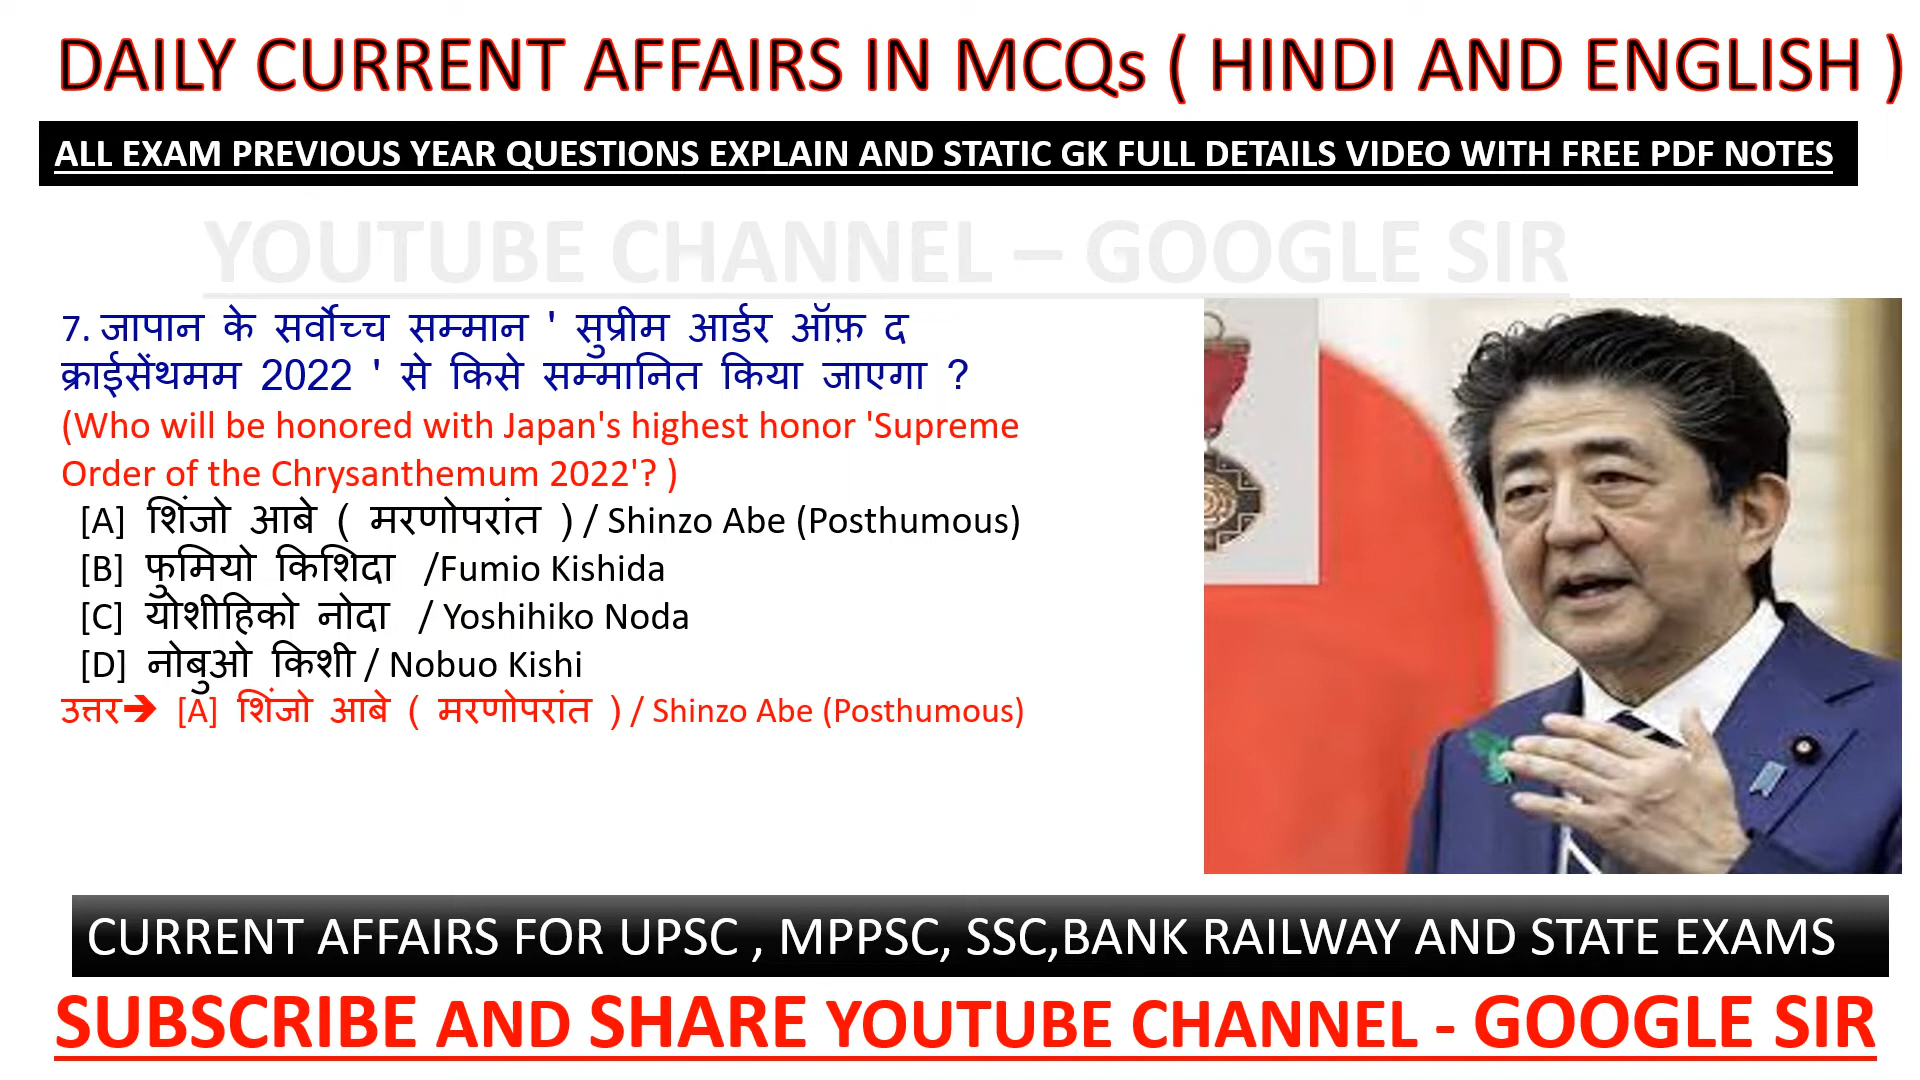 DAILY CURRENT AFFAIRS IN MCQs ( HINDI AND ENGLISH )
ALL EXAM PREVIOUS YEAR QUESTIONS EXPLAIN AND STATIC GK FULL DETAILS VIDEO WITH FREE PDF NOTES
YOUTUBE CHANNEL – GOOGLE SIR
7. जापान के सर्वोच्च सम्मान ' सुप्रीम आर्डर ऑफ़ द
क्राईसेंथमम 2022 ' से किसे सम्मानित किया जाएगा ?
(Who will be honored with Japan's highest honor 'Supreme
Order of the Chrysanthemum 2022'? )
[A] शिंजो आबे ( मरणोपरांत ) / Shinzo Abe (Posthumous)
[B] फुमियो किशिदा /Fumio Kishida
[C] योशीहिको नोदा / Yoshihiko Noda
[D] नोबुओ किशी / Nobuo Kishi
उत्तर➔ [A] शिंजो आबे ( मरणोपरांत ) / Shinzo Abe (Posthumous)
CURRENT AFFAIRS FOR UPSC , MPPSC, SSC,BANK RAILWAY AND STATE EXAMS
SUBSCRIBE AND SHARE YOUTUBE CHANNEL - GOOGLE SIR